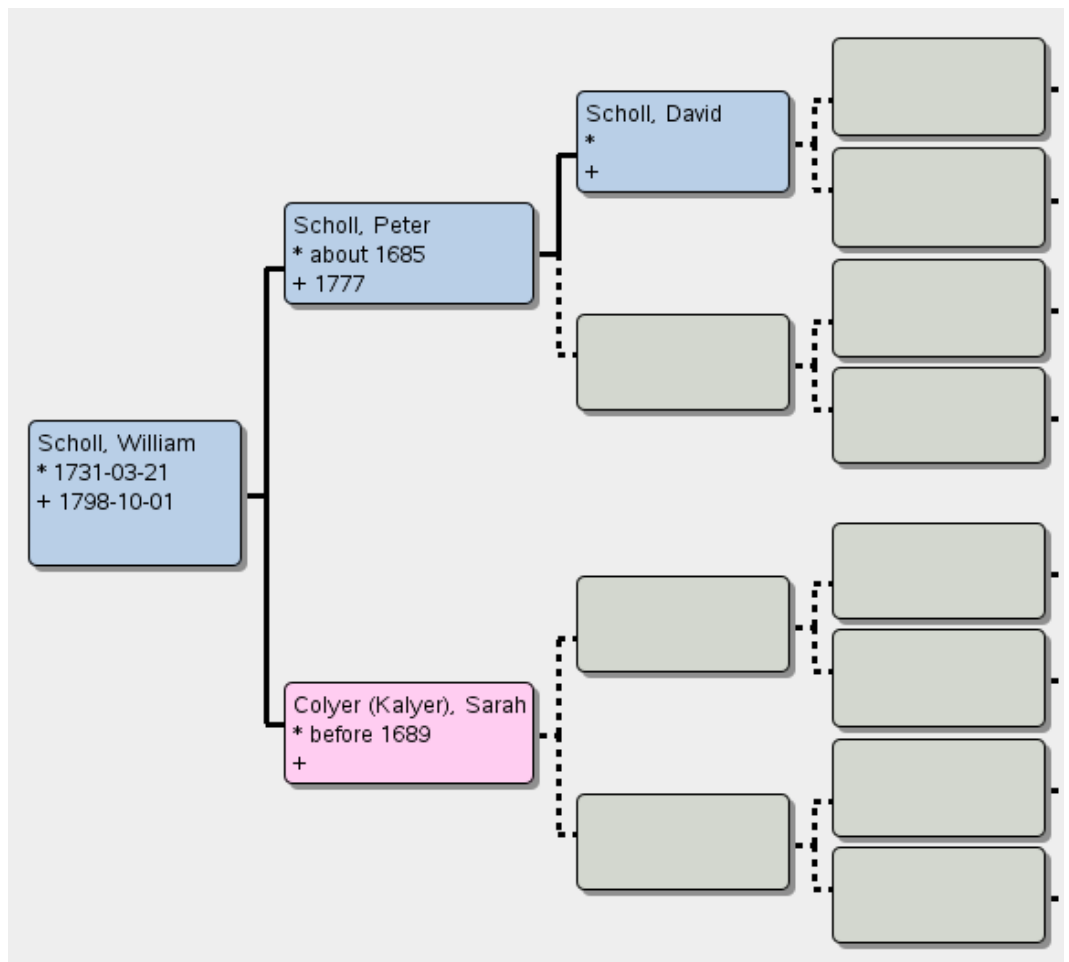 Scholl, David
*
+
Scholl, Peter
* about 1685
+ 1777
Scholl, William
* 1731-03-21
+ 1798-10-01
Colyer (Kalyer), Sarah
* before 1689
+